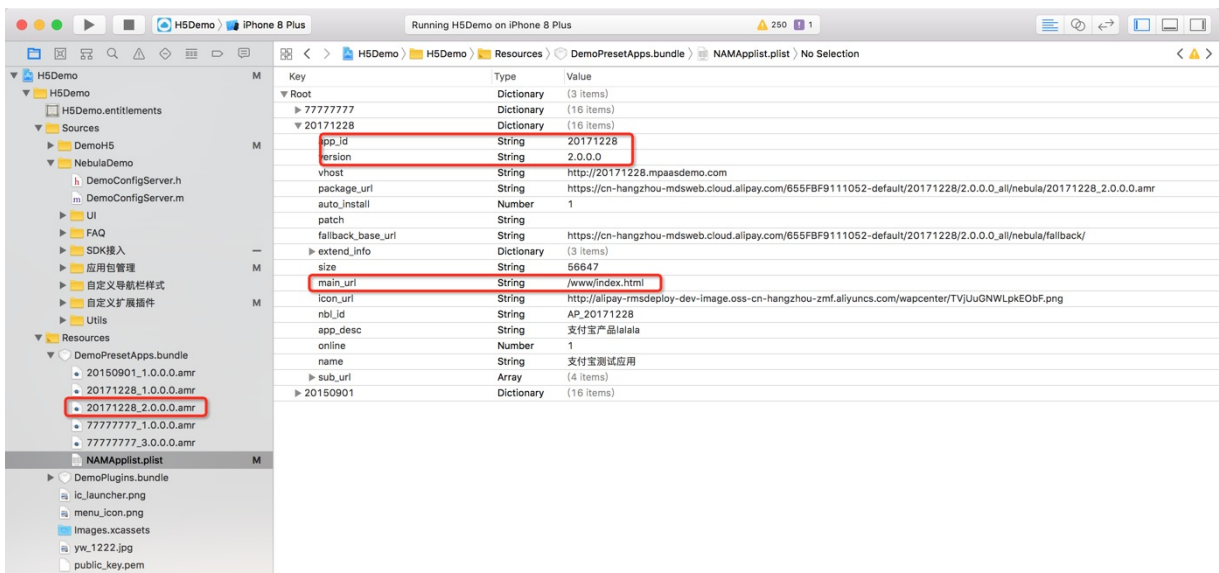 H5Demo iPhone 8 Plus Running H5Demo on iPhone 8 Plus 250 1
H5Demo H5Demo Resources DemoPresetApps.bundle NAMApplist.plist No Selection
H5Demo M
H5Demo
H5Demo.entitlements
Sources
DemoH5 M
NebulaDemo
DemoConfigServer.h
DemoConfigServer.m
UI
FAQ
SDK接入
应用包管理 M
自定义导航栏样式
自定义扩展插件 M
Utils
Resources
DemoPresetApps.bundle
20150901_1.0.0.0.amr
20171228_1.0.0.0.amr
20171228_2.0.0.0.amr
77777777_1.0.0.0.amr
77777777_3.0.0.0.amr
NAMApplist.plist M
DemoPlugins.bundle
ic_launcher.png
menu_icon.png
Images.xcassets
yw_1222.jpg
public_key.pem
Key Type Value
Root Dictionary (3 items)
77777777 Dictionary (16 items)
20171228 Dictionary (16 items)
app_id String 20171228
version String 2.0.0.0
vhost String http://20171228.mpaasdemo.com
package_url String https://cn-hangzhou-mdsweb.cloud.alipay.com/655FBF9111052-default/20171228/2.0.0.0_all/nebula/20171228_2.0.0.0.amr
auto_install Number 1
patch String
fallback_base_url String https://cn-hangzhou-mdsweb.cloud.alipay.com/655FBF9111052-default/20171228/2.0.0.0_all/nebula/fallback/
extend_info Dictionary (3 items)
size String 56647
main_url String /www/index.html
icon_url String http://alipay-rmsdeploy-dev-image.oss-cn-hangzhou-zmf.aliyuncs.com/wapcenter/TVjUuGNWLpkEObF.png
nbl_id String AP_20171228
app_desc String 支付宝产品lalala
online Number 1
name String 支付宝测试应用
sub_url Array (4 items)
20150901 Dictionary (16 items)